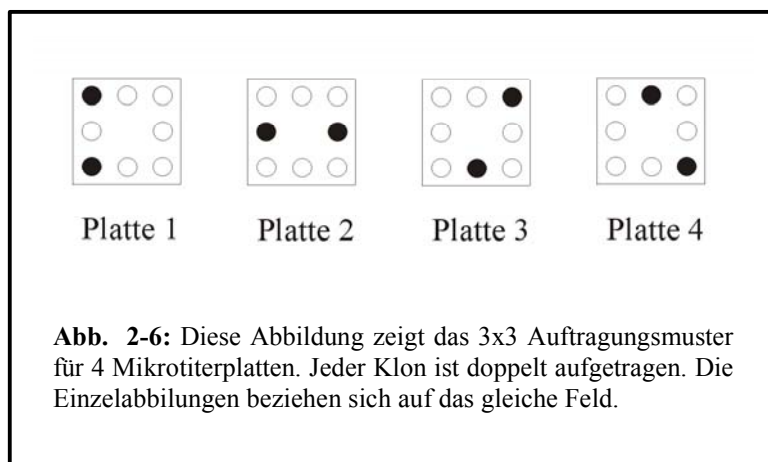 Platte 1 Platte 2 Platte 3 Platte 4
Abb. 2-6: Diese Abbildung zeigt das 3x3 Auftragungsmuster
für 4 Mikrotiterplatten. Jeder Klon ist doppelt aufgetragen. Die
Einzelabbilungen beziehen sich auf das gleiche Feld.